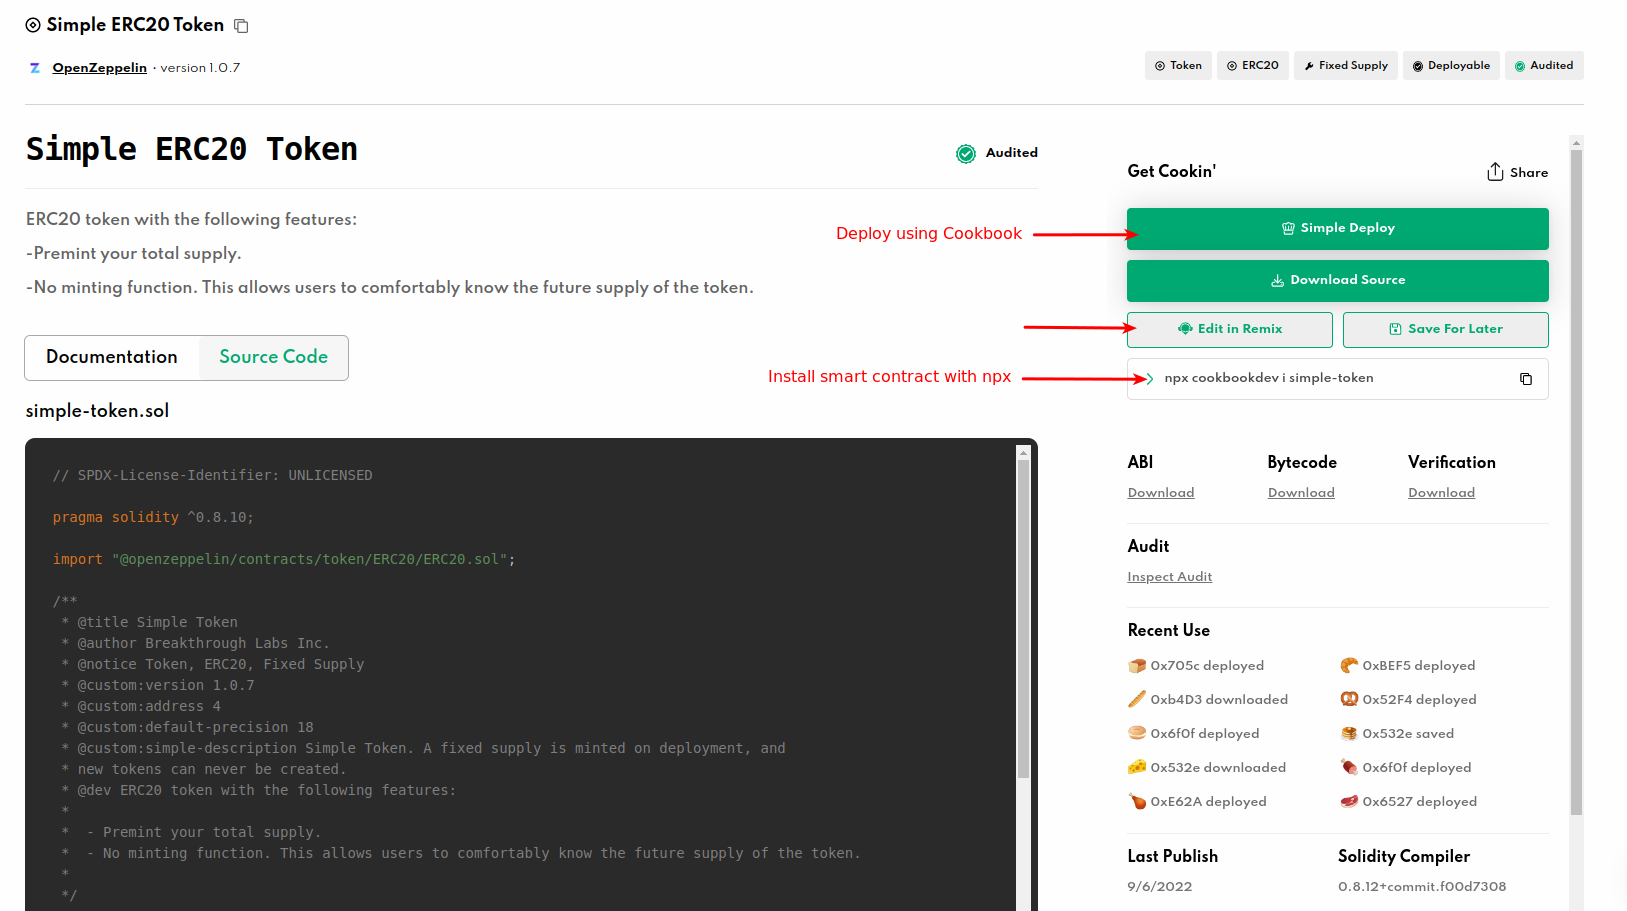 Simple ERC20 Token
OpenZeppelin · version 1.0.7
Token
ERC20
Fixed Supply
Deployable
Audited
Simple ERC20 Token
Audited
ERC20 token with the following features:
-Premint your total supply.
-No minting function. This allows users to comfortably know the future supply of the token.
Documentation
Source Code
simple-token.sol
// SPDX-License-Identifier: UNLICENSED
pragma solidity ^0.8.10;
import "@openzeppelin/contracts/token/ERC20/ERC20.sol";
/**
* @title Simple Token
* @author Breakthrough Labs Inc.
* @notice Token, ERC20, Fixed Supply
* @custom:version 1.0.7
* @custom:address 4
* @custom:default-precision 18
* @custom:simple-description Simple Token. A fixed supply is minted on deployment, and
* new tokens can never be created.
* @dev ERC20 token with the following features:
*
*  - Premint your total supply.
*  - No minting function. This allows users to comfortably know the future supply of the token.
*
*/
Get Cookin'
Share
Deploy using Cookbook
Simple Deploy
Download Source
Edit in Remix
Save For Later
Install smart contract with npx
npx cookbookdev i simple-token
ABI
Bytecode
Verification
Download
Download
Download
Audit
Inspect Audit
Recent Use
0x705c deployed
0xBEF5 deployed
0xb4D3 downloaded
0x52F4 deployed
0x6f0f deployed
0x532e saved
0x532e downloaded
0x6f0f deployed
0xE62A deployed
0x6527 deployed
Last Publish
Solidity Compiler
9/6/2022
0.8.12+commit.f00d7308